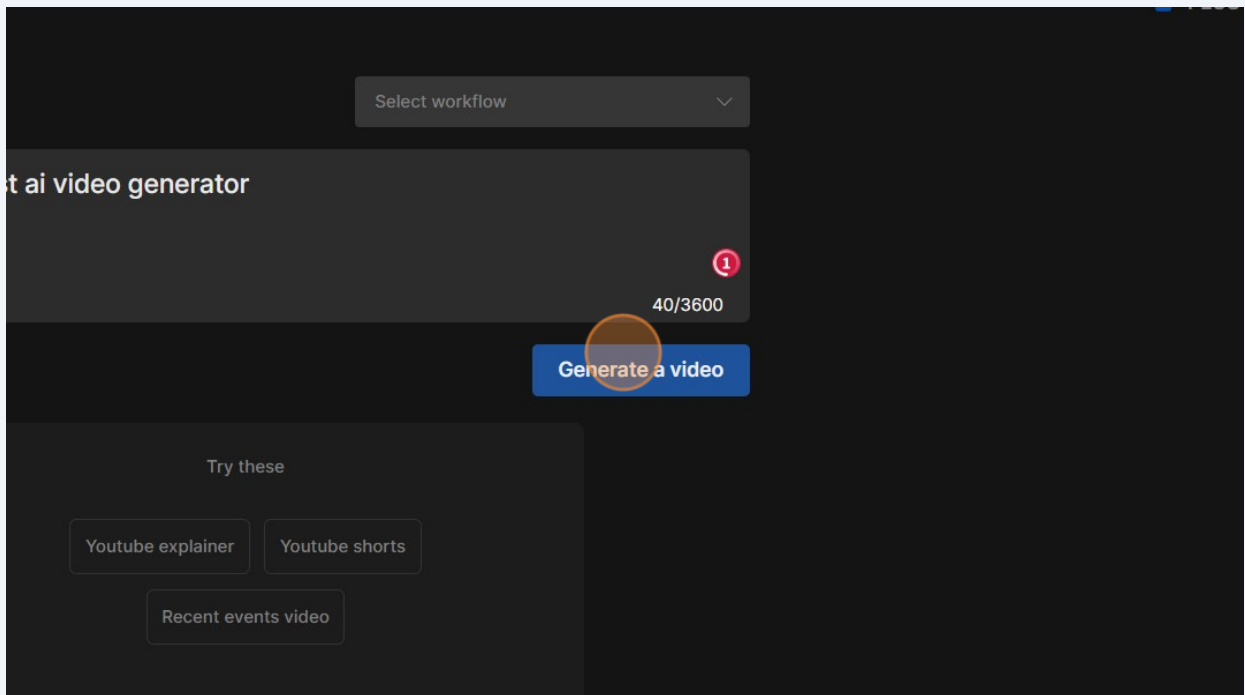 Select workflow
ai video generator
1
40/3600
Generate a video
Try these
Youtube explainer
Youtube shorts
Recent events video